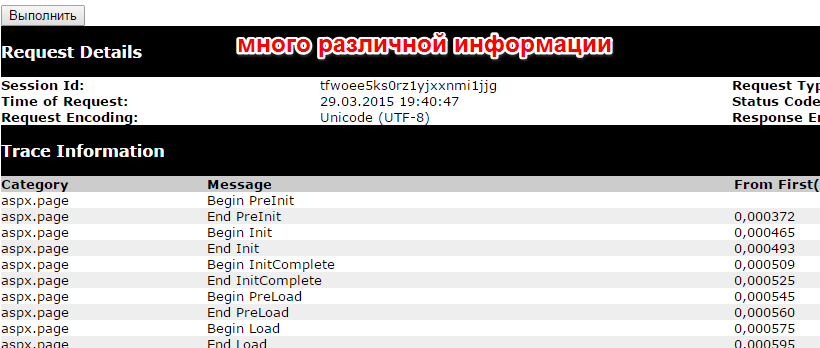 Выполнить
Request Details много различной информации
Session Id: tfwoee5ks0rz1yjxxnmi1jjg Request Typ
Time of Request: 29.03.2015 19:40:47 Status Code
Request Encoding: Unicode (UTF-8) Response En
Trace Information
Category Message From First(
aspx.page Begin PreInit
aspx.page End PreInit 0,000372
aspx.page Begin Init 0,000465
aspx.page End Init 0,000493
aspx.page Begin InitComplete 0,000509
aspx.page End InitComplete 0,000525
aspx.page Begin PreLoad 0,000545
aspx.page End PreLoad 0,000560
aspx.page Begin Load 0,000575
aspx.page End Load 0,000595